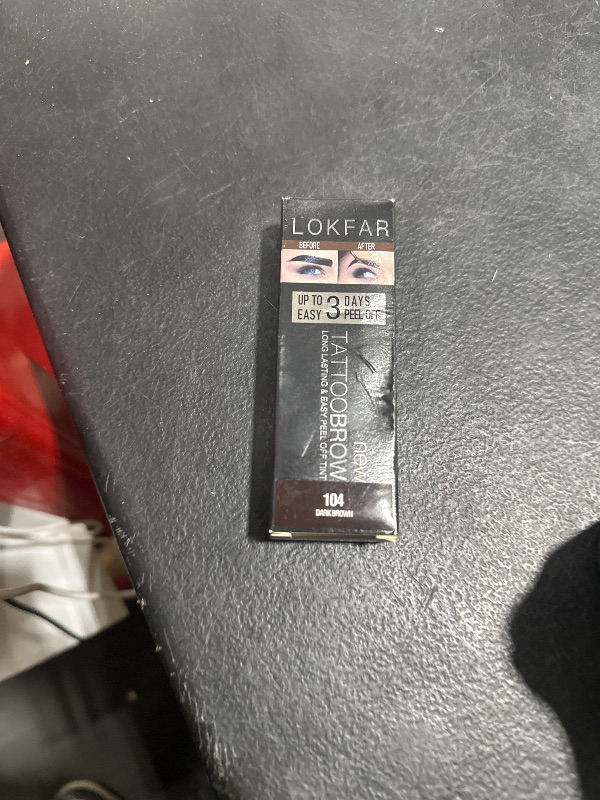 LOKFAR
BEFORE AFTER
UP TO 3 DAYS
EASY PEEL OFF
TATTOOBROW
LONG LASTING & EASY PEEL OFF TINT
new
104
DARK BROWN